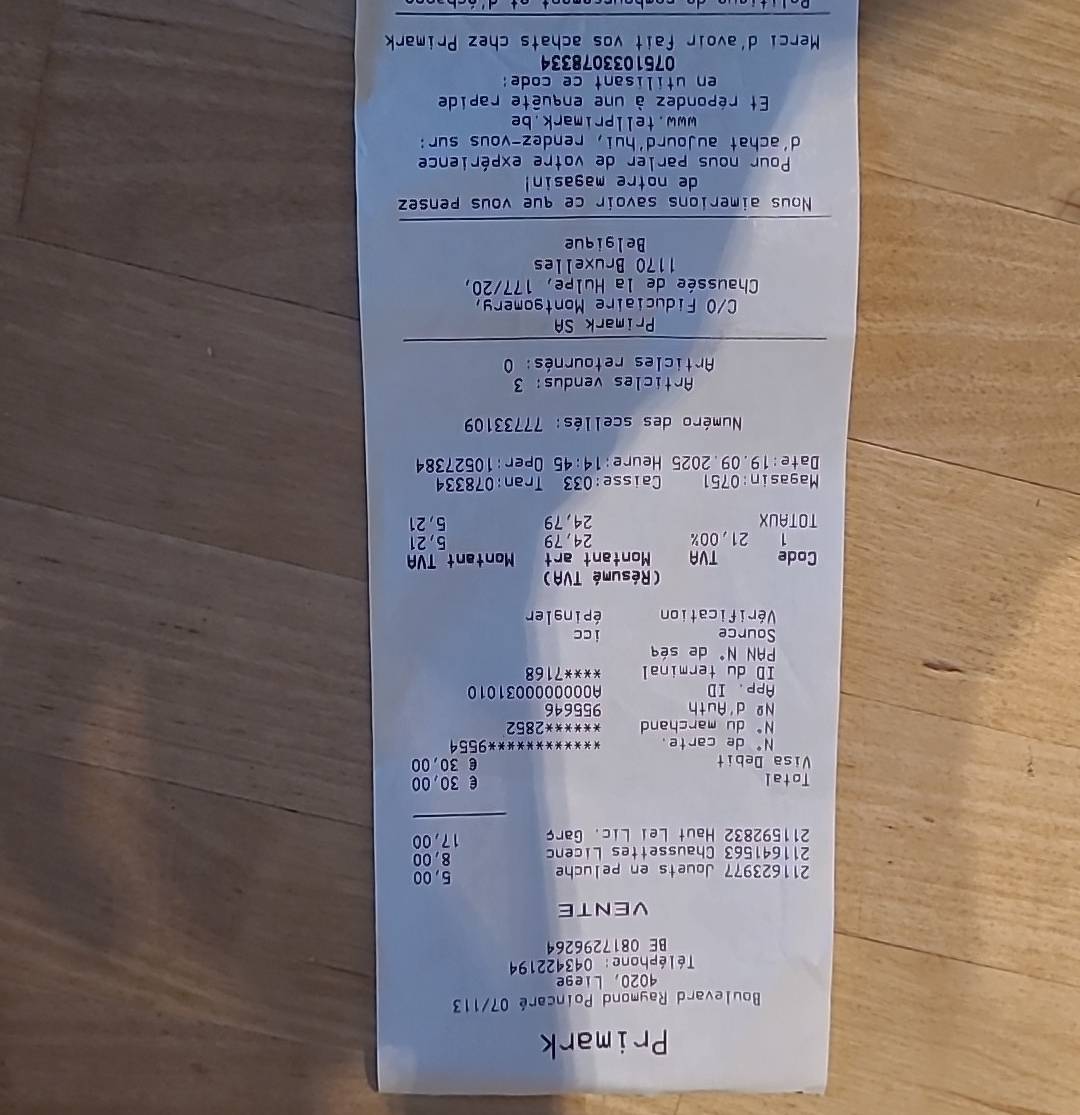 Primark
Boulevard Raymond Poincaré 07/113
4020, Liege
Téléphone: 043422194
BE 0817296264
VENTE
211623977 Jouets en peluche 5,00
211641563 Chaussettes Licenc 8,00
211592832 Haut Lei Lic. Garç 17,00
Total € 30,00
Visa Debit € 30,00
N° de carte. **************9554
N° du marchand *******2852
Nº d'Auth 955646
App. ID A0000000031010
ID du terminal ****7168
PAN N° de séq
Source icc
Vérification épingler
(Résumé TVA)
Code TVA Montant art Montant TVA
1 21,00% 24,79 5,21
TOTAUX 24,79 5,21
Magasin:0751 Caisse:033 Tran:078334
Date:19.09.2025 Heure:14:45 Oper:10527384
Numéro des scellés: 77733109
Articles vendus: 3
Articles retournés: 0
Primark SA
C/O Fiduciaire Montgomery,
Chaussée de la Hulpe, 177/20,
1170 Bruxelles
Belgique
Nous aimerions savoir ce que vous pensez
de notre magasin!
Pour nous parler de votre expérience
d'achat aujourd'hui, rendez-vous sur:
www.tellprimark.be
Et répondez à une enquête rapide
en utilisant ce code:
07510333078334
Merci d'avoir fait vos achats chez Primark
Politique de remboursement et d'échange